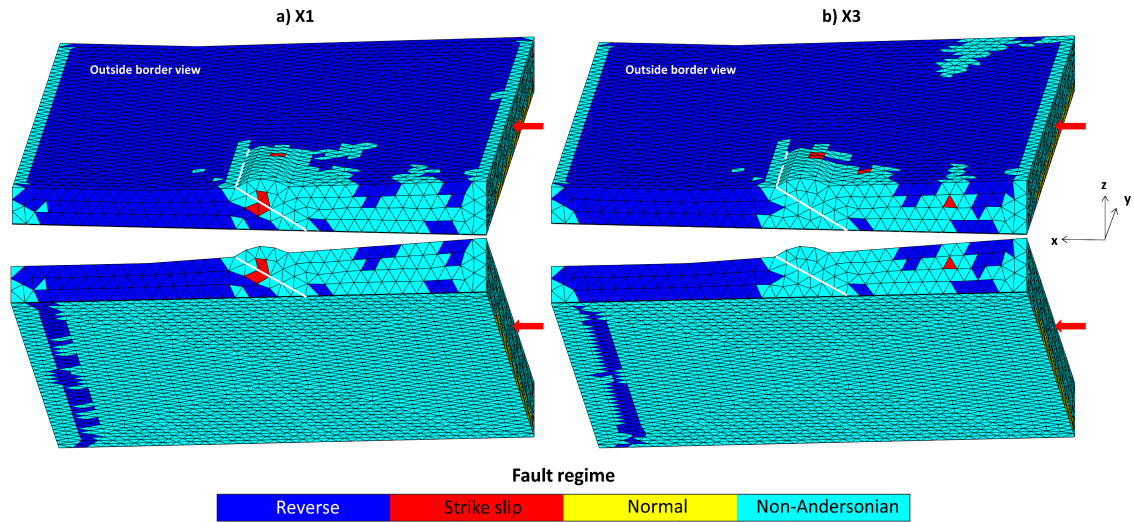 a) X1
b) X3
Outside border view
Outside border view
z
y
x
Fault regime
Reverse
Strike slip
Normal
Non-Andersonian